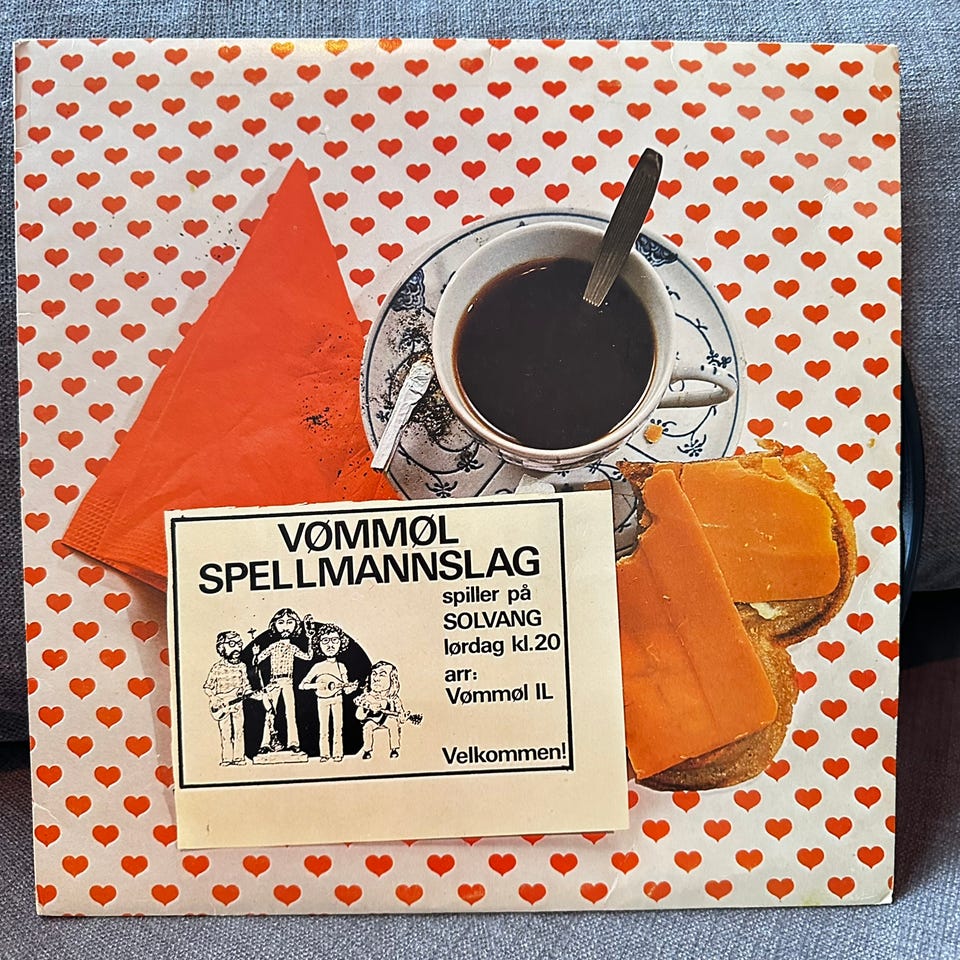 VØMMØL
SPELLMANNSLAG
spiller på
SOLVANG
lørdag kl.20
arr:
Vømmøl IL
Velkommen!